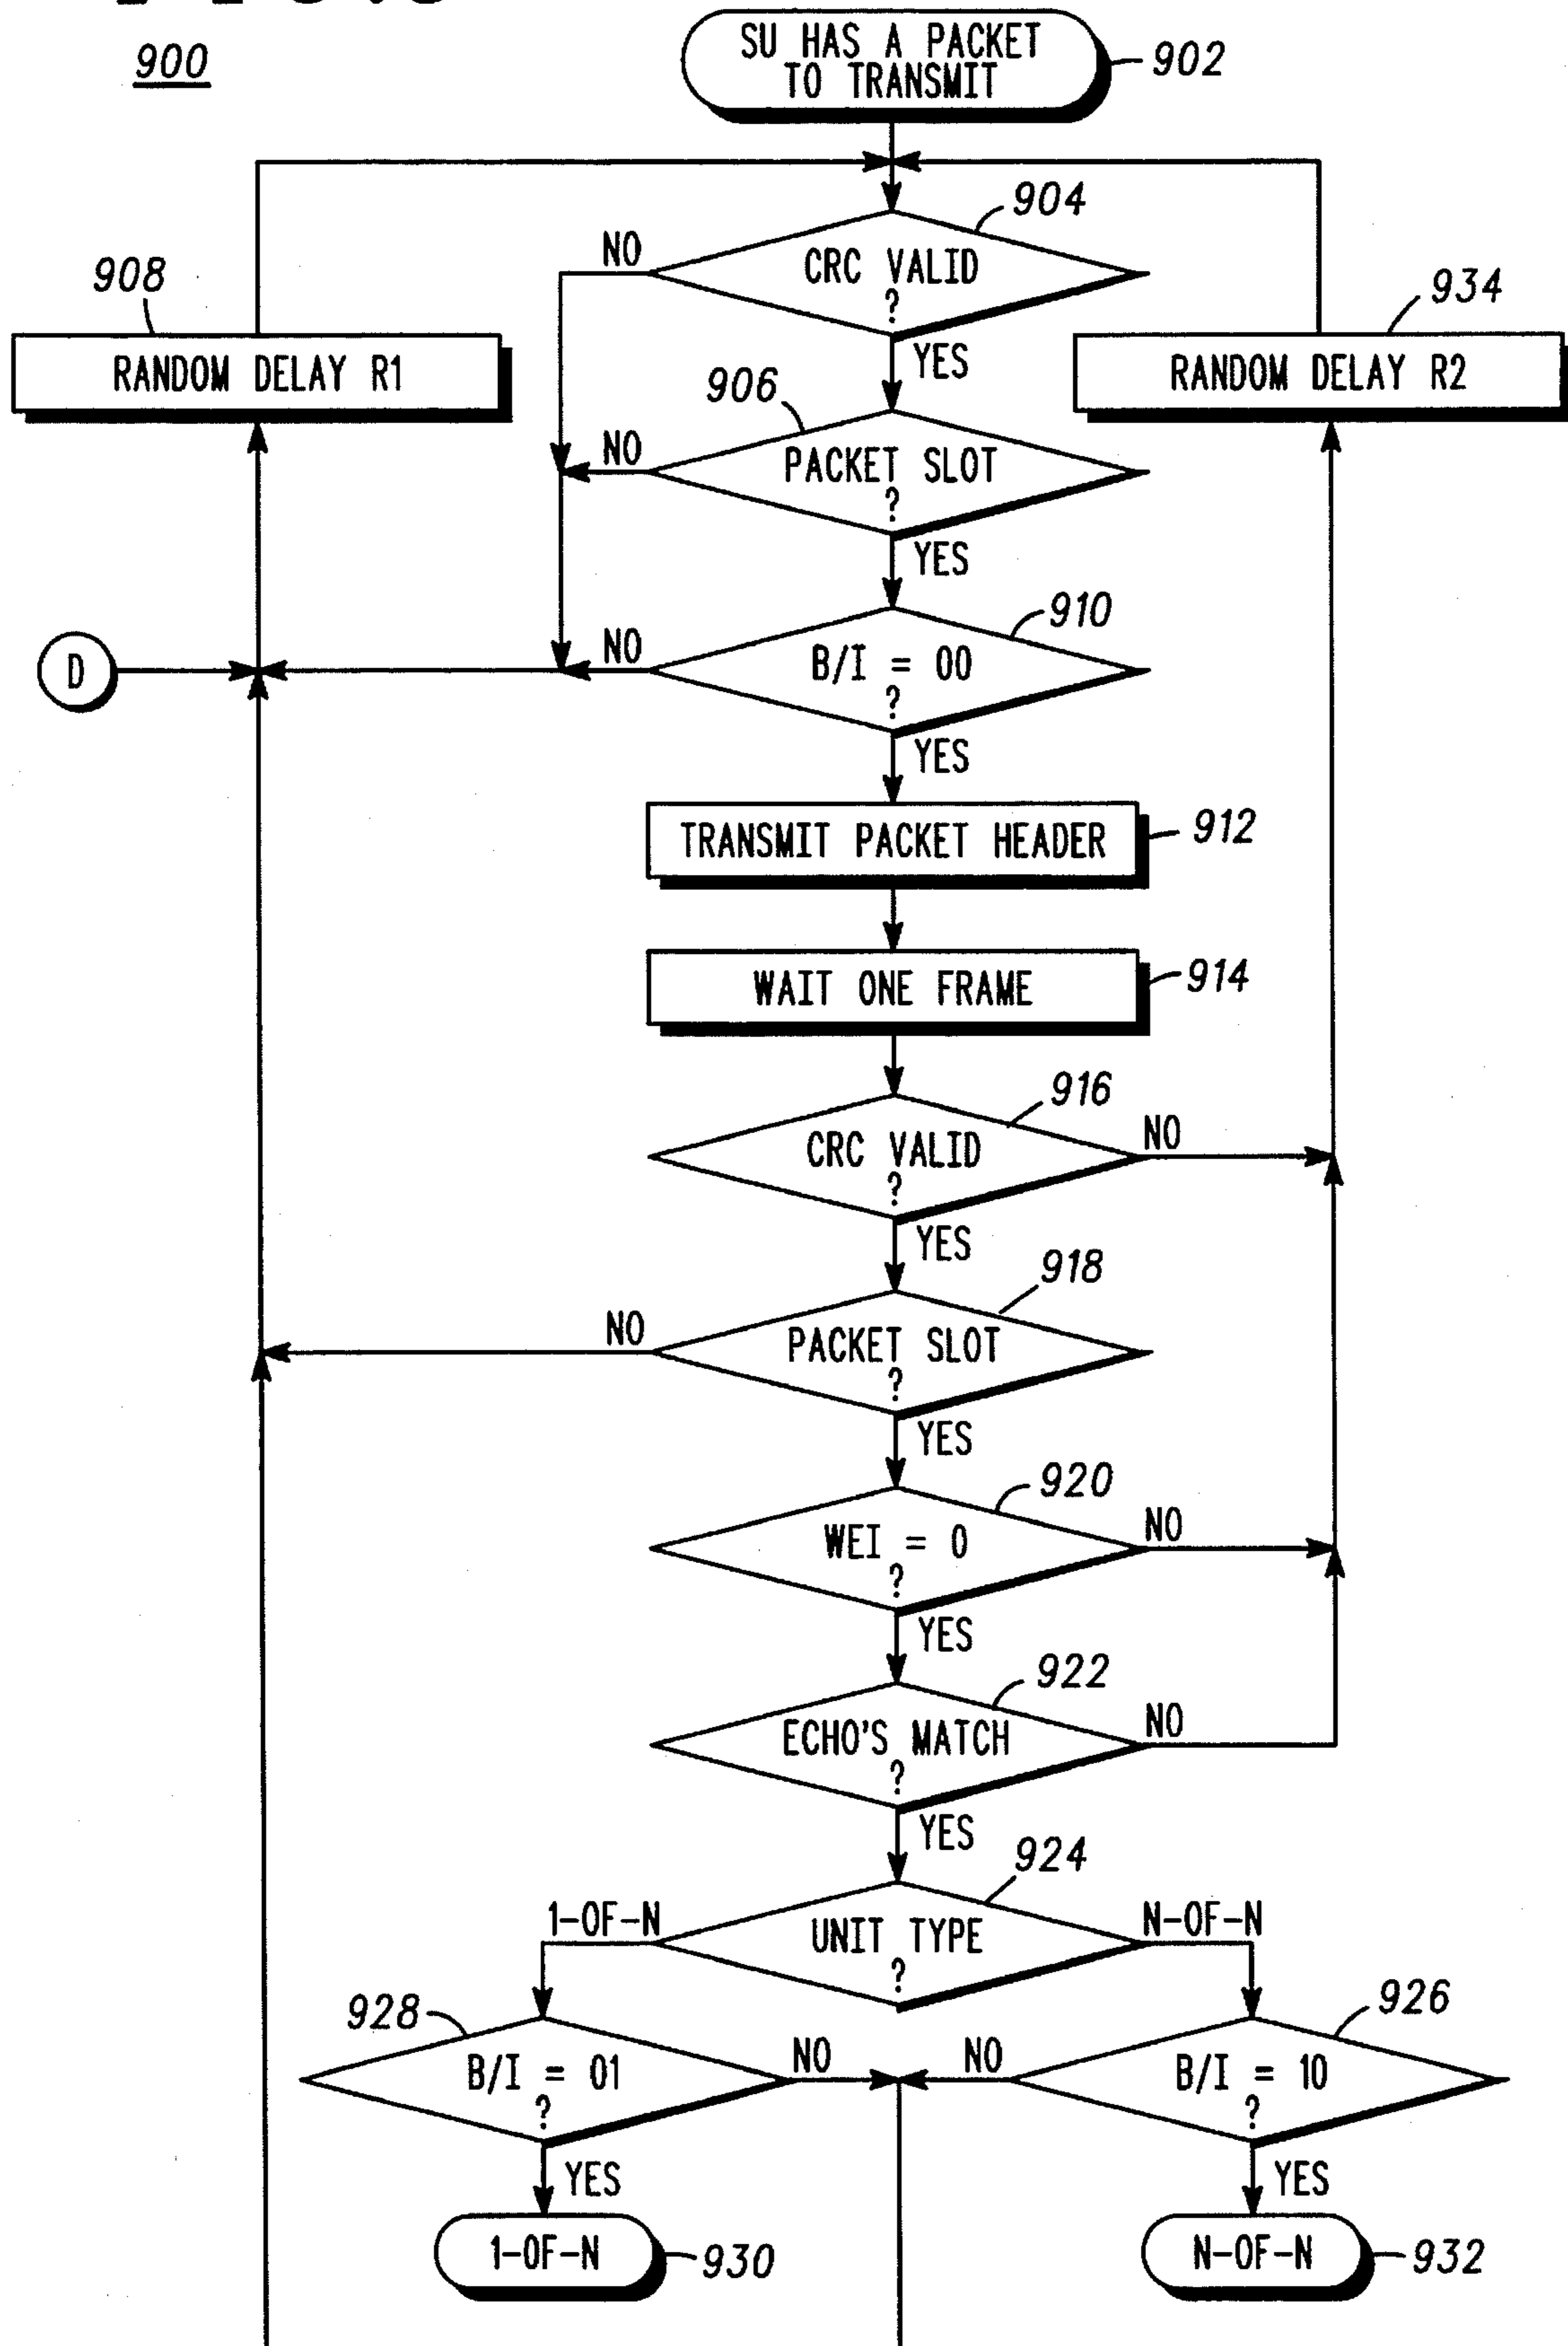 900
SU HAS A PACKET
TO TRANSMIT
902
904
NO
CRC VALID
?
908
934
YES
RANDOM DELAY R1
906
RANDOM DELAY R2
NO
PACKET SLOT
?
YES
910
D
NO
B/I = 00
?
YES
TRANSMIT PACKET HEADER
912
WAIT ONE FRAME
914
916
NO
CRC VALID
?
YES
918
NO
PACKET SLOT
?
YES
920
NO
WEI = 0
?
YES
922
NO
ECHO'S MATCH
?
YES
924
1-OF-N
N-OF-N
UNIT TYPE
?
928
926
NO
NO
B/I = 01
?
B/I = 10
?
YES
YES
1-OF-N
930
N-OF-N
932